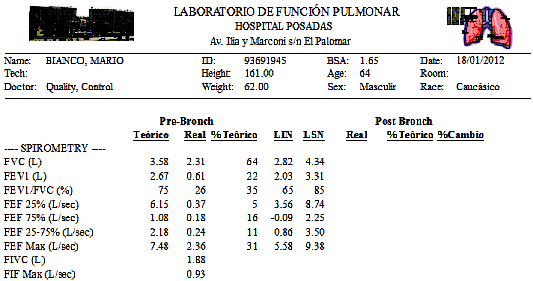 LABORATORIO DE FUNCIÓN PULMONAR
HOSPITAL POSADAS
Av. Ilia y Marconi s/n El Palomar
Name: BIANCO, MARIO ID: 93691945 BSA: 1.65 Date: 18/01/2012
Tech: Height: 161.00 Age: 64 Room:
Doctor: Quality, Control Weight: 62.00 Sex: Masculir Race: Caucásico
Pre-Bronch Post Bronch
Teórico Real %Teórico LIN LSN Real %Teórico %Cambio
---- SPIROMETRY ----
FVC (L) 3.58 2.31 64 2.82 4.34
FEV1 (L) 2.67 0.61 22 2.03 3.31
FEV1/FVC (%) 75 26 35 65 85
FEF 25% (L/sec) 6.15 0.37 5 3.56 8.74
FEF 75% (L/sec) 1.08 0.18 16 -0.09 2.25
FEF 25-75% (L/sec) 2.18 0.24 11 0.86 3.50
FEF Max (L/sec) 7.48 2.36 31 5.58 9.38
FIVC (L) 1.88
FIF Max (L/sec) 0.93